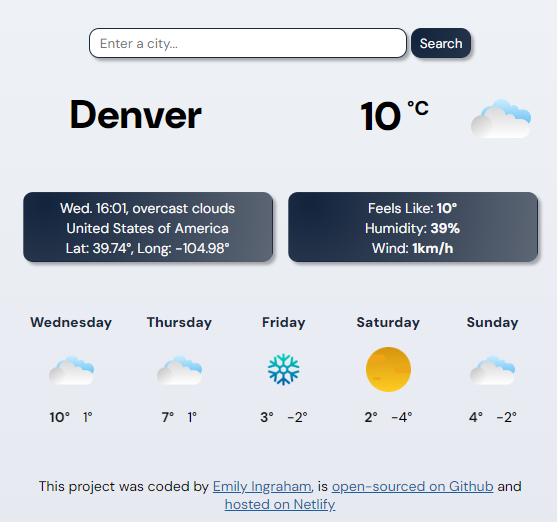 Enter a city...
Search
Denver
10 °C
Wed. 16:01, overcast clouds
United States of America
Lat: 39.74°, Long: -104.98°
Feels Like: 10°
Humidity: 39%
Wind: 1km/h
Wednesday Thursday Friday Saturday Sunday
10° 1° 7° 1° 3° -2° 2° -4° 4° -2°
This project was coded by Emily Ingraham, is open-sourced on Github and
hosted on Netlify